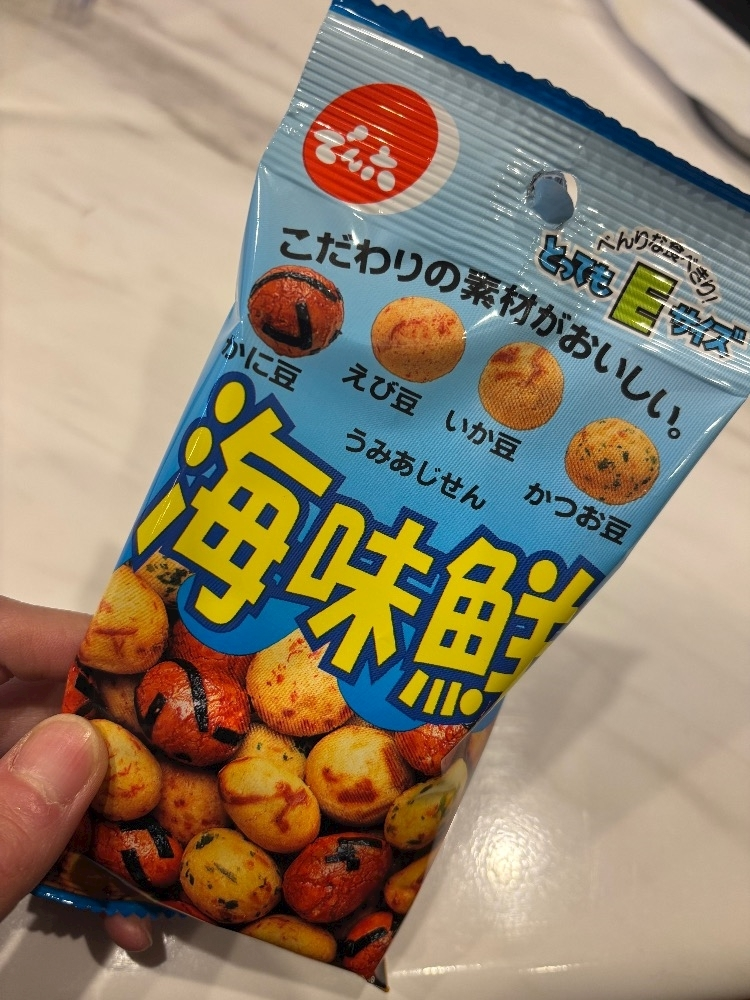 でん六
べんりな食べきり!
とってもEサイズ
こだわりの素材がおいしい。
かに豆
えび豆
いか豆
かつお豆
うみあじせん
海味鮮